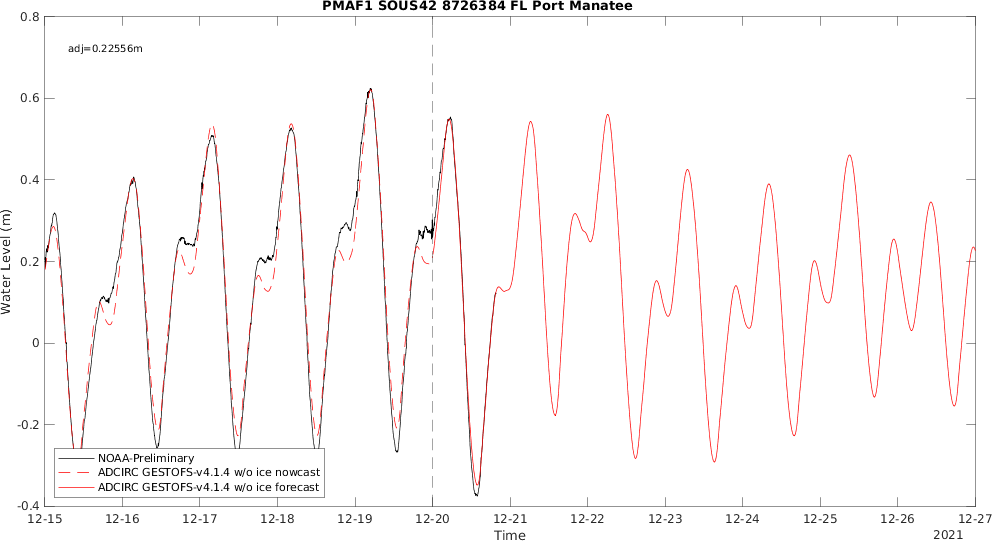 PMAF1 SOUS42 8726384 FL Port Manatee
adj=0.22556m
Water Level (m)
0.8
0.6
0.4
0.2
0
-0.2
-0.4
NOAA-Preliminary
ADCIRC GESTOFS-v4.1.4 w/o ice nowcast
ADCIRC GESTOFS-v4.1.4 w/o ice forecast
12-15 12-16 12-17 12-18 12-19 12-20 12-21 12-22 12-23 12-24 12-25 12-26 12-27
Time
2021